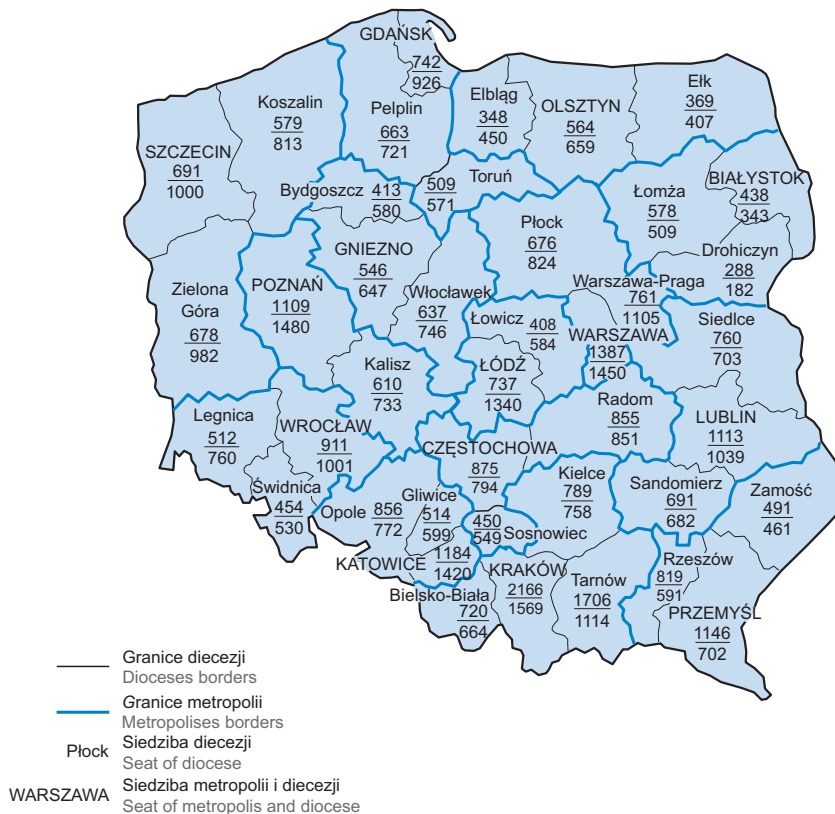 GDAŃSK
742
926
Koszalin
579
813
Pelplin
663
721
Elbląg
348
450
OLSZTYN
564
659
Ełk
369
407
SZCZECIN
691
1000
Bydgoszcz
413
580
509
571
Toruń
Łomża
578
509
BIAŁYSTOK
438
343
Płock
676
824
Drohiczyn
288
182
GNIEZNO
546
647
Zielona
Góra
678
982
POZNAŃ
1109
1480
Włocławek
637
746
Warszawa-Praga
761
1105
Łowicz
408
584
WARSZAWA
1387
1450
Siedlce
760
703
Kalisz
610
733
ŁÓDŹ
737
1340
Radom
855
851
LUBLIN
1113
1039
Legnica
512
760
WROCŁAW
911
1001
CZĘSTOCHOWA
875
794
Kielce
789
758
Sandomierz
691
682
Zamość
491
461
Świdnica
454
530
Opole
856
772
Gliwice
514
599
450
549
Sosnowiec
KATOWICE
1184
1420
KRAKÓW
2166
1569
Tarnów
1706
1114
Rzeszów
819
591
Bielsko-Biała
720
664
PRZEMYŚL
1146
702
Granice diecezji
Dioceses borders
Granice metropolii
Metropolises borders
Płock
Siedziba diecezji
Seat of diocese
WARSZAWA
Siedziba metropolii i diecezji
Seat of metropolis and diocese